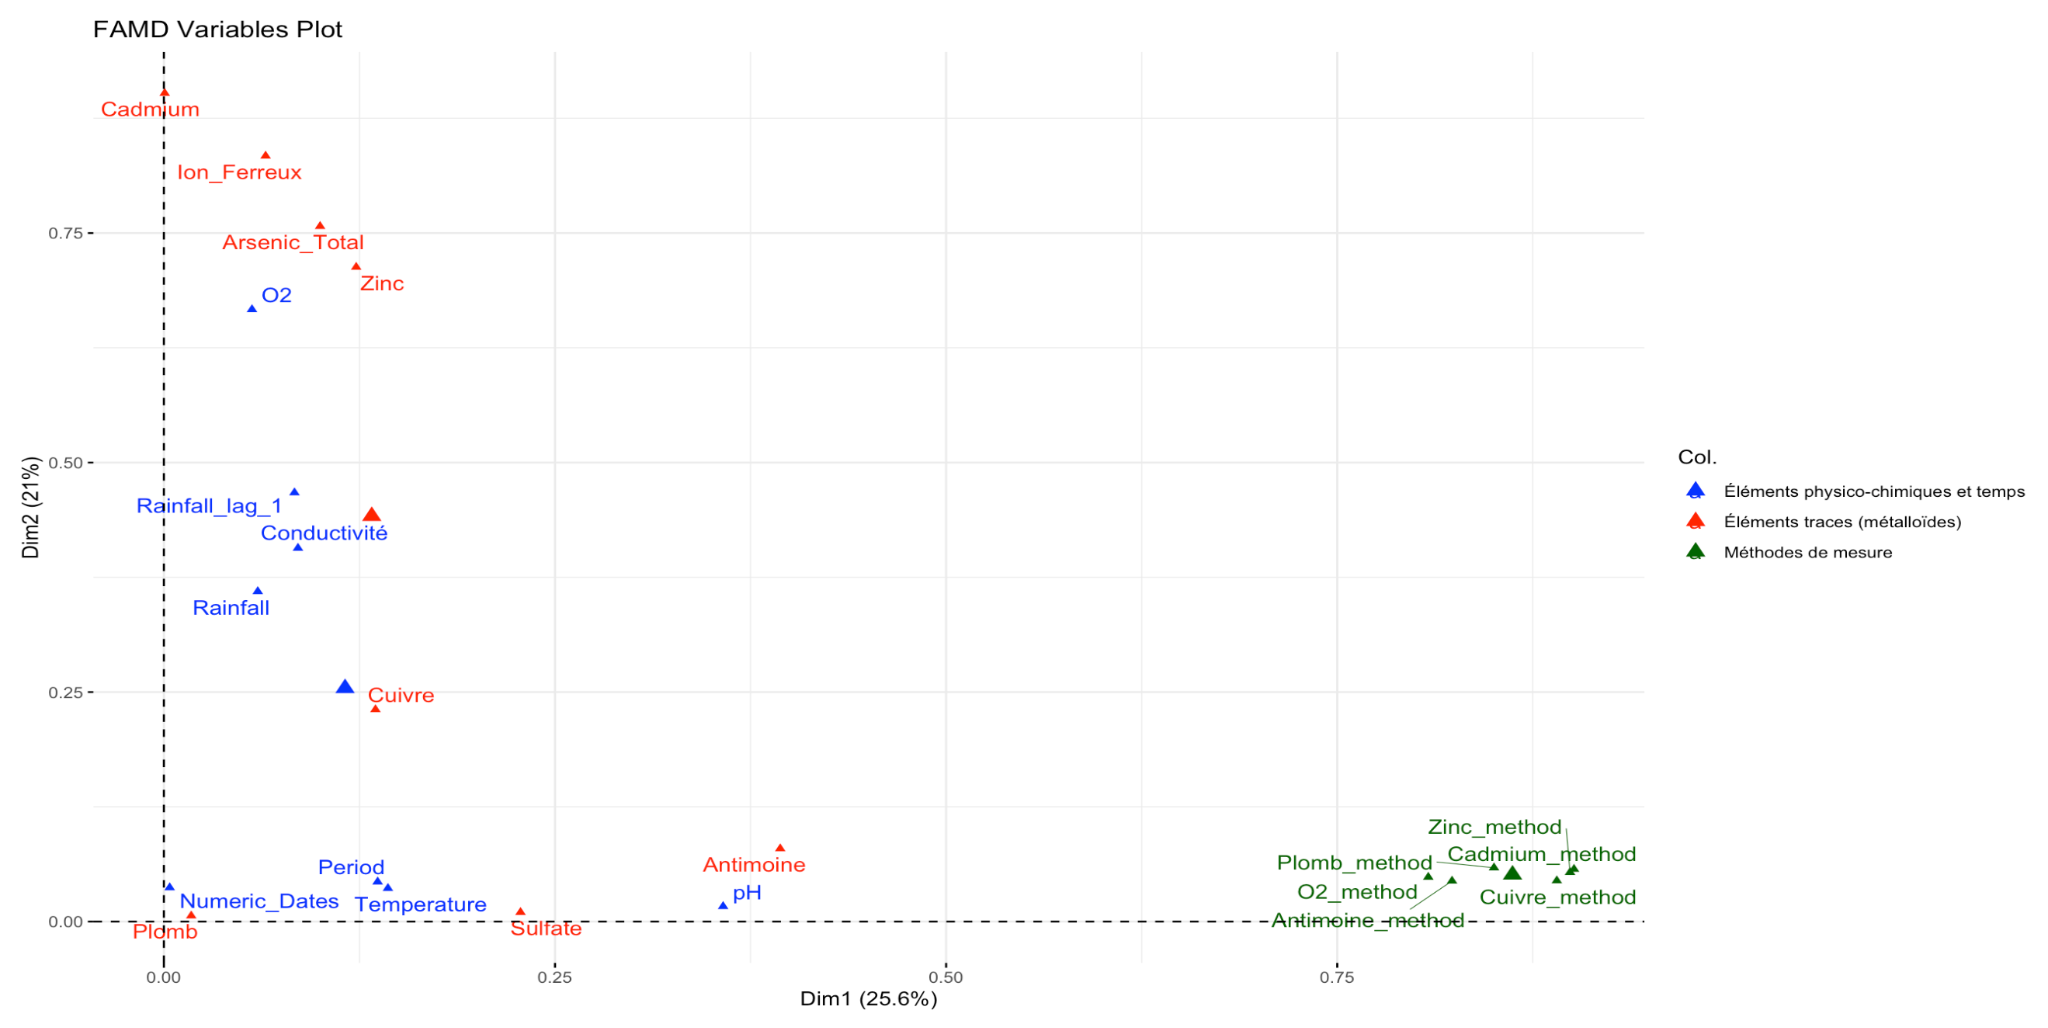 FAMD Variables Plot
Cadmium
Ion_Ferreux
Arsenic_Total
Zinc
O2
Rainfall_lag_1
Conductivité
Rainfall
Cuivre
Period
Numeric_Dates
Temperature
Plomb
Sulfate
Antimoine
pH
Zinc_method
Cadmium_method
Plomb_method
O2_method
Cuivre_method
Antimoine_method
0.75
0.50
0.25
0.00
Dim2 (21%)
0.00
0.25
0.50
0.75
Dim1 (25.6%)
Col.
Éléments physico-chimiques et temps
Éléments traces (métalloïdes)
Méthodes de mesure